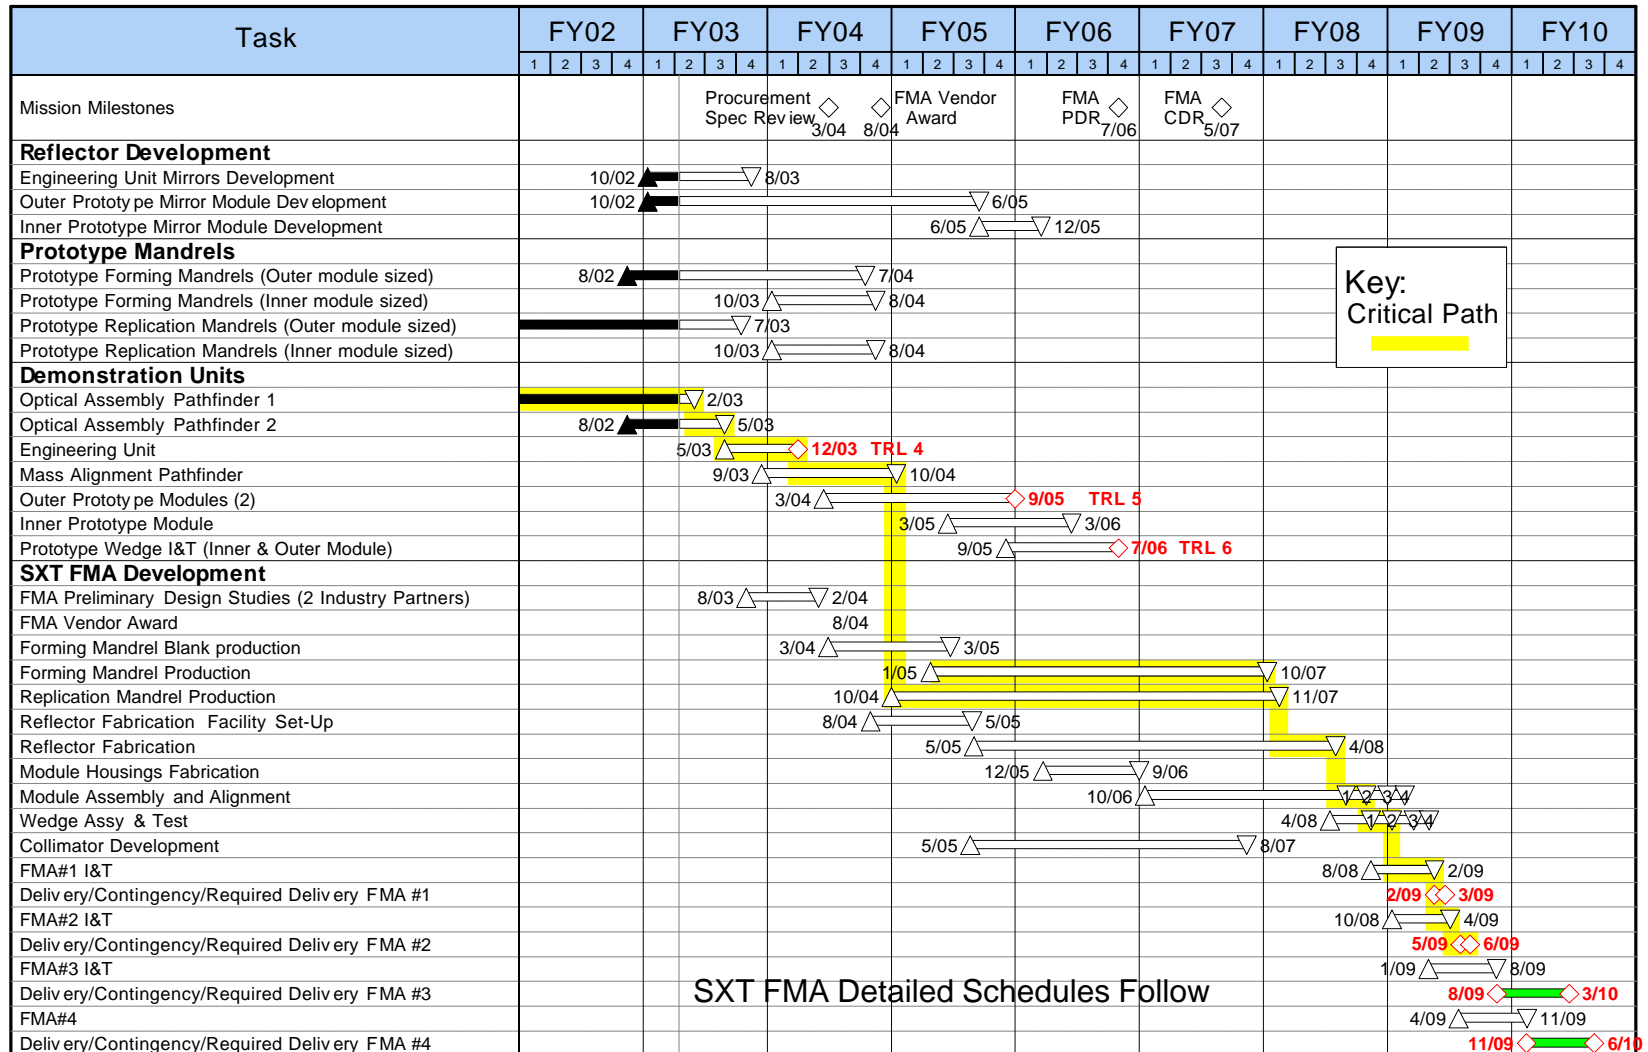 Task FY02 FY03 FY04 FY05 FY06 FY07 FY08 FY09 FY10
1 2 3 4 1 2 3 4 1 2 3 4 1 2 3 4 1 2 3 4 1 2 3 4 1 2 3 4 1 2 3 4 1 2 3 4
Mission Milestones
Procurement
Spec Review
3/04
8/04
FMA Vendor
Award
FMA
PDR
7/06
FMA
CDR
5/07
Reflector Development
Engineering Unit Mirrors Development 10/02 8/03
Outer Prototype Mirror Module Development 10/02 6/05
Inner Prototype Mirror Module Development 6/05 12/05
Prototype Mandrels
Prototype Forming Mandrels (Outer module sized) 8/02 7/04
Prototype Forming Mandrels (Inner module sized) 10/03 8/04
Prototype Replication Mandrels (Outer module sized) 7/03
Prototype Replication Mandrels (Inner module sized) 10/03 8/04
Key:
Critical Path
Demonstration Units
Optical Assembly Pathfinder 1 2/03
Optical Assembly Pathfinder 2 8/02 5/03
Engineering Unit 5/03 12/03 TRL 4
Mass Alignment Pathfinder 9/03 10/04
Outer Prototype Modules (2) 3/04 9/05 TRL 5
Inner Prototype Module 3/05 3/06
Prototype Wedge I&T (Inner & Outer Module) 9/05 7/06 TRL 6
SXT FMA Development
FMA Preliminary Design Studies (2 Industry Partners) 8/03 2/04
FMA Vendor Award 8/04
Forming Mandrel Blank production 3/04 3/05
Forming Mandrel Production 1/05 10/07
Replication Mandrel Production 10/04 11/07
Reflector Fabrication Facility Set-Up 8/04 5/05
Reflector Fabrication 5/05 4/08
Module Housings Fabrication 12/05 9/06
Module Assembly and Alignment 10/06 1 2 3 4
Wedge Assy & Test 4/08 1 2 3 4
Collimator Development 5/05 8/07
FMA#1 I&T 8/08 2/09
Delivery/Contingency/Required Delivery FMA #1 2/09 3/09
FMA#2 I&T 10/08 4/09
Delivery/Contingency/Required Delivery FMA #2 5/09 6/09
FMA#3 I&T 1/09 8/09
Delivery/Contingency/Required Delivery FMA #3 8/09 3/10
SXT FMA Detailed Schedules Follow
FMA#4 4/09 11/09
Delivery/Contingency/Required Delivery FMA #4 11/09 6/10